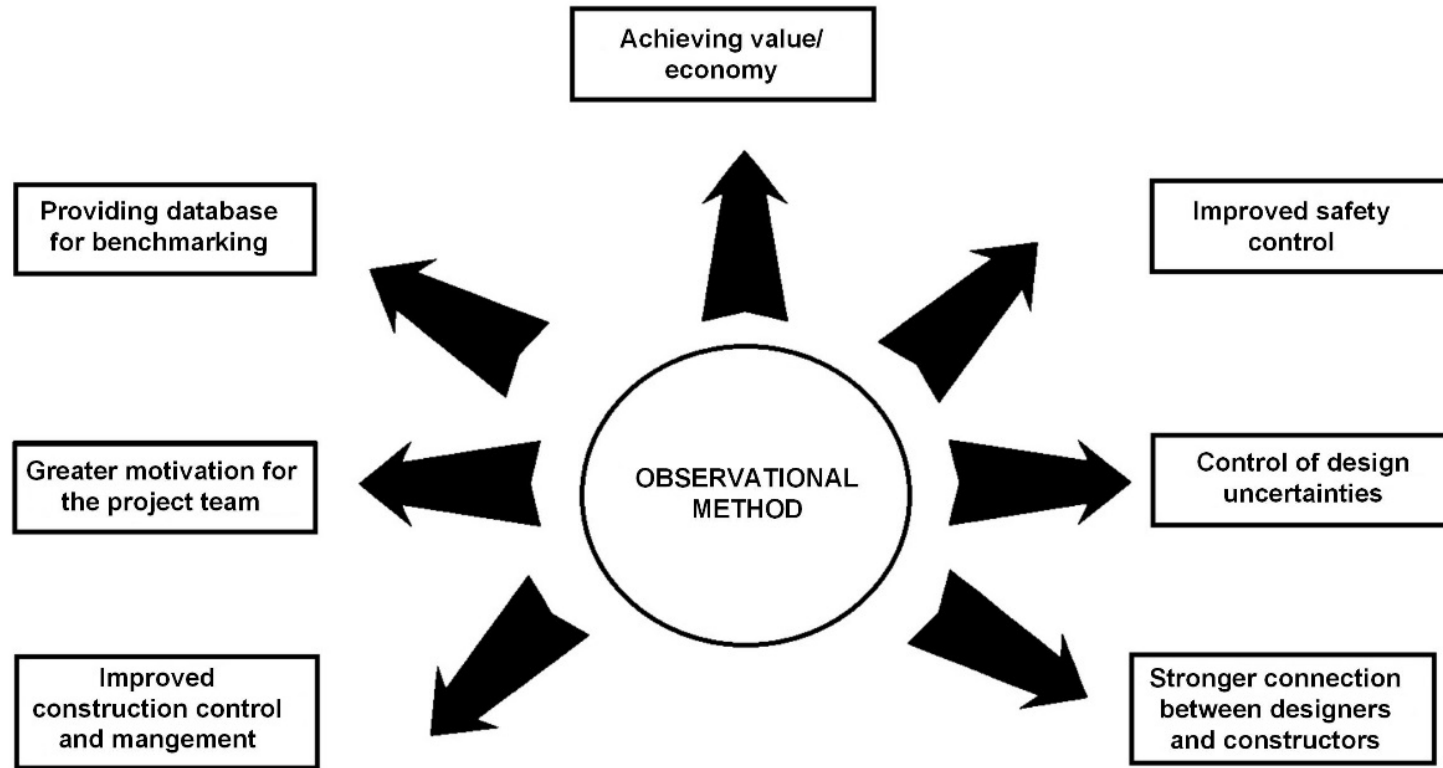 Achieving value/
economy
Providing database
for benchmarking
Improved safety
control
Greater motivation for
the project team
OBSERVATIONAL
METHOD
Control of design
uncertainties
Improved
construction control
and mangement
Stronger connection
between designers
and constructors